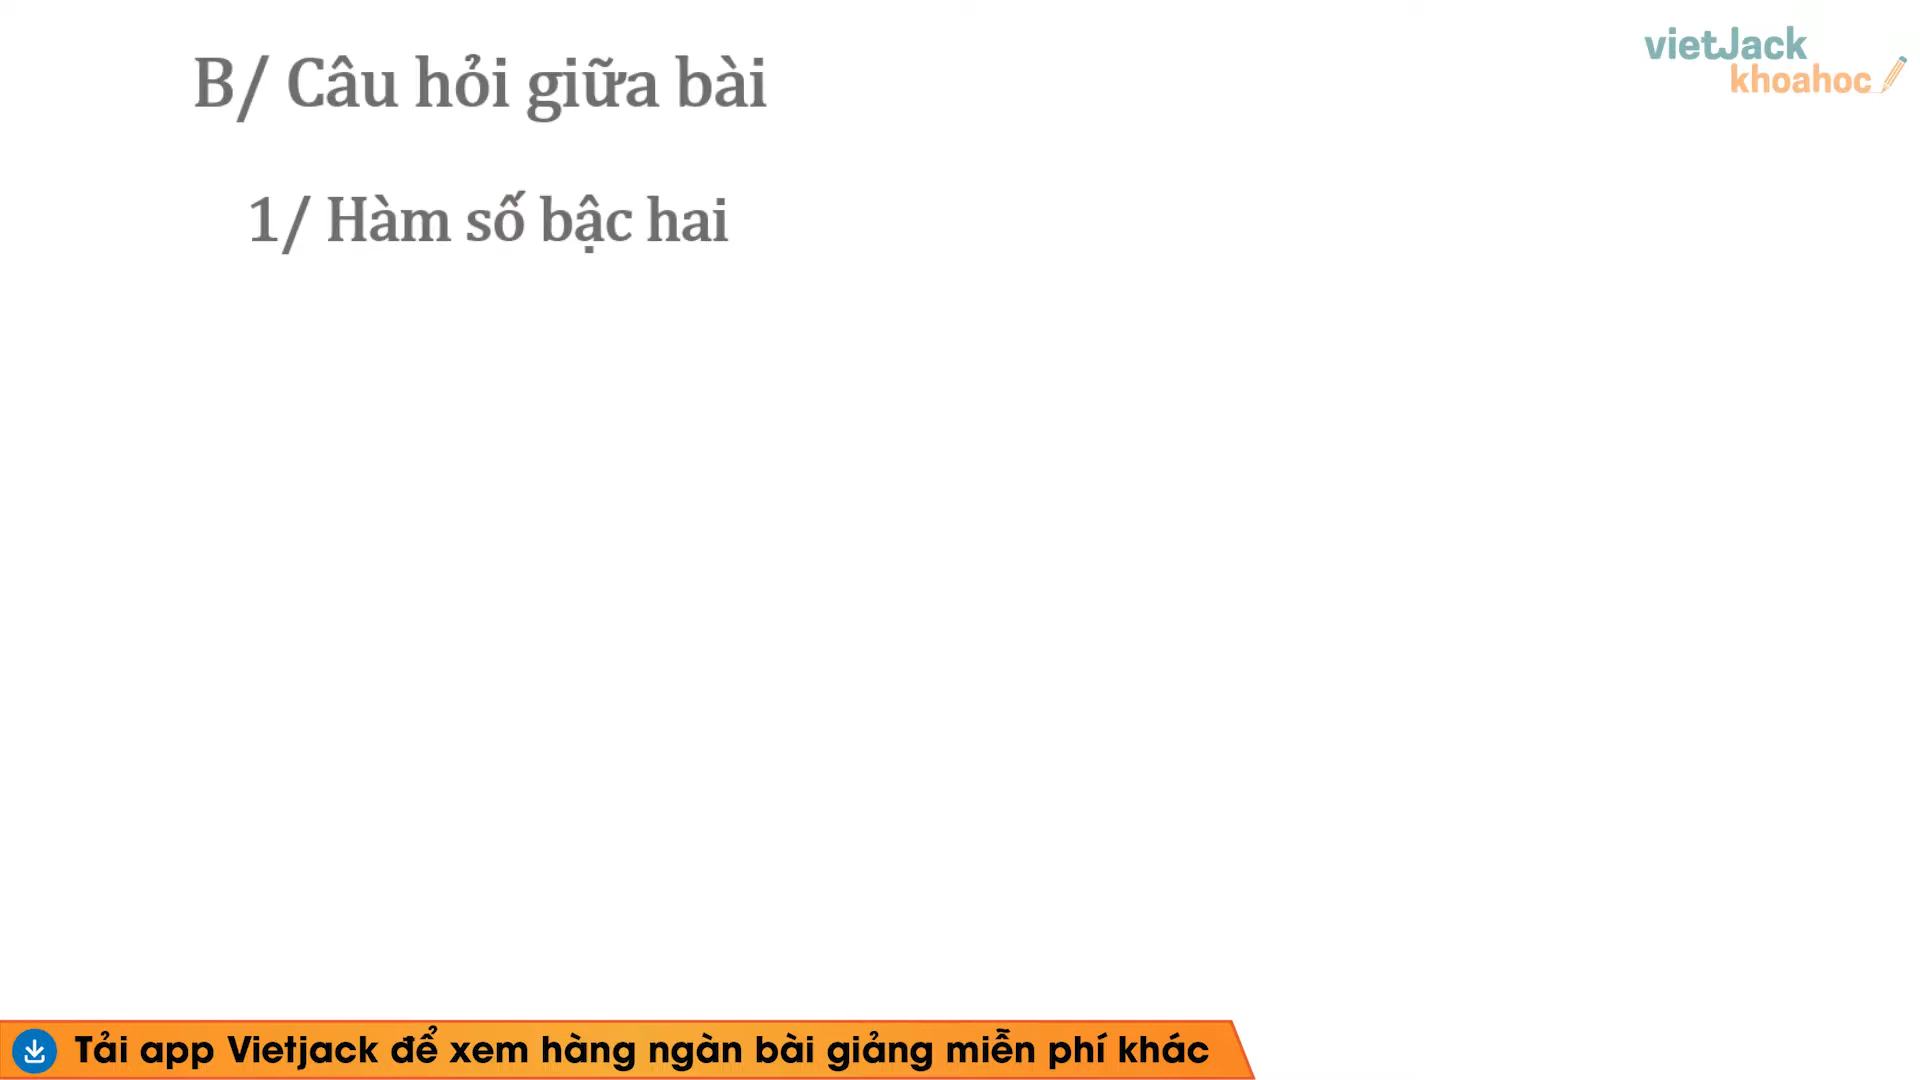 B/ Câu hỏi giữa bài
vietJack
khoahoc
1/ Hàm số bậc hai
Tải app Vietjack để xem hàng ngàn bài giảng miễn phí khác